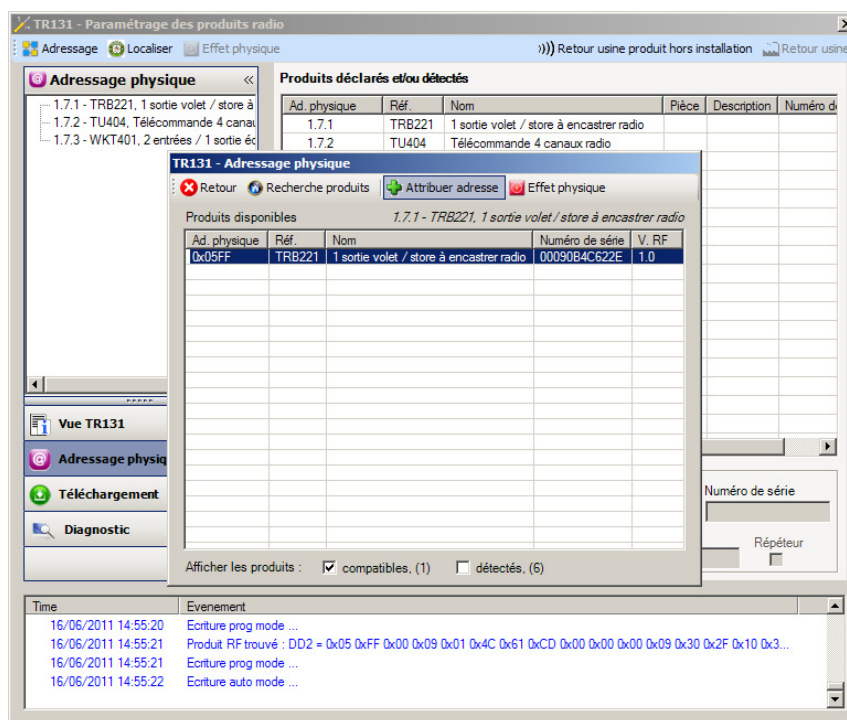 TR131 - Paramétrage des produits radio
Adressage Localiser Effet physique Retour usine produit hors installation Retour usine
Adressage physique «
Produits déclarés et/ou détectés
1.7.1 - TRB221, 1 sortie volet / store à
1.7.2 - TU404, Télécommande 4 canau
1.7.3 - WKT401, 2 entrées / 1 sortie éc
Ad. physique Réf. Nom Pièce Description Numéro d
1.7.1 TRB221 1 sortie volet / store à encastrer radio
1.7.2 TU404 Télécommande 4 canaux radio
TR131 - Adressage physique
Retour Recherche produits Attribuer adresse Effet physique
Produits disponibles 1.7.1 - TRB221, 1 sortie volet / store à encastrer radio
Ad. physique Réf. Nom Numéro de série V. RF
0x05FF TRB221 1 sortie volet / store à encastrer radio 00090B4C622E 1.0
Afficher les produits : compatibles, (1) détectés, (6)
Vue TR131
Adressage physiq
Téléchargement
Diagnostic
Numéro de série
Répéteur
Time Evenement
16/06/2011 14:55:20 Ecriture prog mode ...
16/06/2011 14:55:21 Produit RF trouvé : DD2 = 0x05 0xFF 0x00 0x09 0x01 0x4C 0x61 0xCD 0x00 0x00 0x00 0x09 0x30 0x2F 0x10 0x3...
16/06/2011 14:55:21 Ecriture prog mode ...
16/06/2011 14:55:22 Ecriture auto mode ...